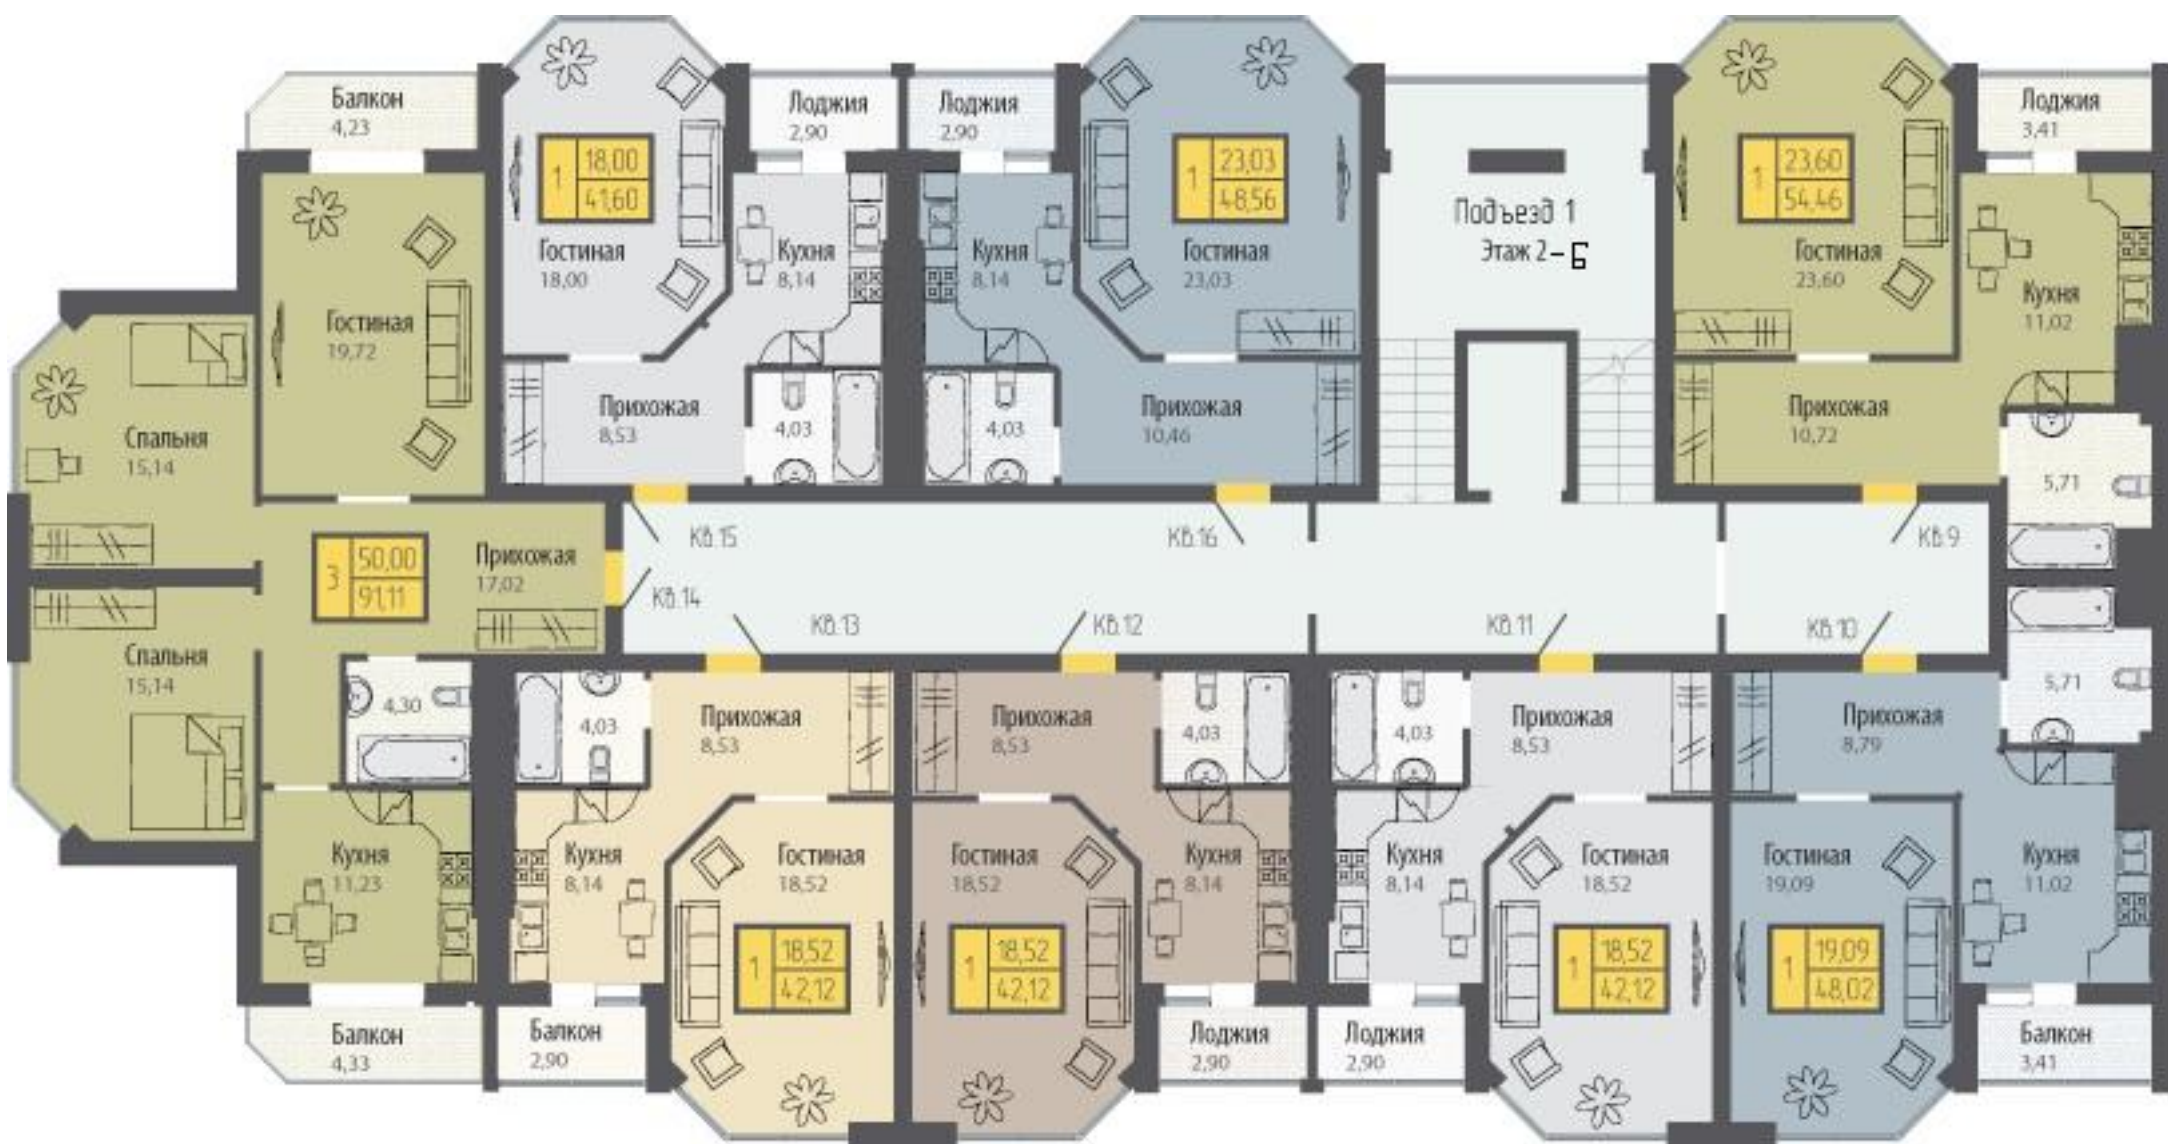 Балкон
4,23
Гостиная
19,72
Спальня
15,14
Спальня
15,14
3
50,00
91,11
Прихожая
17,02
4,30
Кухня
11,23
Балкон
4,33
1
18,00
41,60
Гостиная
18,00
Лоджия
2,90
Кухня
8,14
Прихожая
8,53
4,03
Лоджия
2,90
Кухня
8,14
1
23,03
48,56
Гостиная
23,03
4,03
Прихожая
10,46
Подъезд 1
Этаж 2-6
1
23,60
54,46
Гостиная
23,60
Лоджия
3,41
Кухня
11,02
Прихожая
10,72
5,71
Кв.15
Кв.16
Кв.9
Кв.14
Кв.13
Кв.12
Кв.11
Кв.10
4,03
Прихожая
8,53
Кухня
8,14
Гостиная
18,52
1
18,52
42,12
Балкон
2,90
Прихожая
8,53
4,03
Гостиная
18,52
Кухня
8,14
1
18,52
42,12
Лоджия
2,90
4,03
Прихожая
8,53
Кухня
8,14
Гостиная
18,52
1
18,52
42,12
Лоджия
2,90
5,71
Прихожая
8,79
Гостиная
19,09
Кухня
11,02
1
19,09
48,02
Балкон
3,41